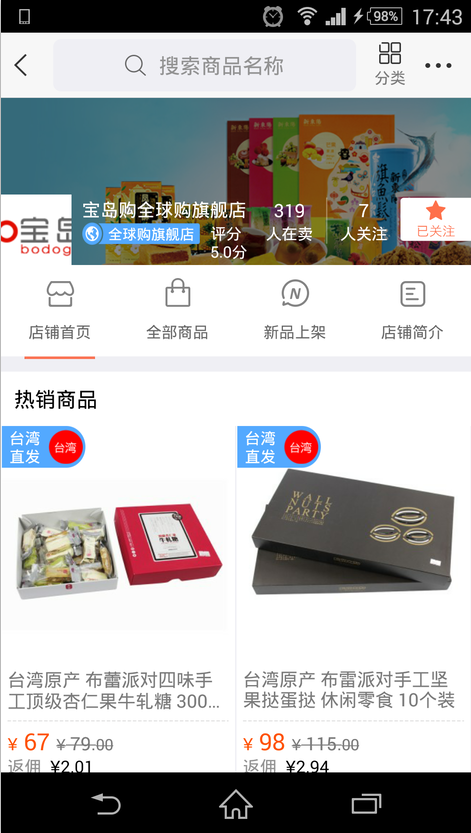 98% 17:43
搜索商品名称
分类
宝岛
bodog
宝岛购全球购旗舰店
全球购旗舰店
评分
5.0分
319
人在卖
7
人关注
已关注
店铺首页 全部商品 新品上架 店铺简介
热销商品
台湾
直发
台湾
台湾
直发
台湾
牛轧糖
WALL
NUT
PARTY
台湾原产 布蕾派对四味手
工顶级杏仁果牛轧糖 300...
¥ 67 ¥ 79.00
返佣 ¥2.01
台湾原产 布雷派对手工坚
果挞蛋挞 休闲零食 10个装
¥ 98 ¥ 115.00
返佣 ¥2.94